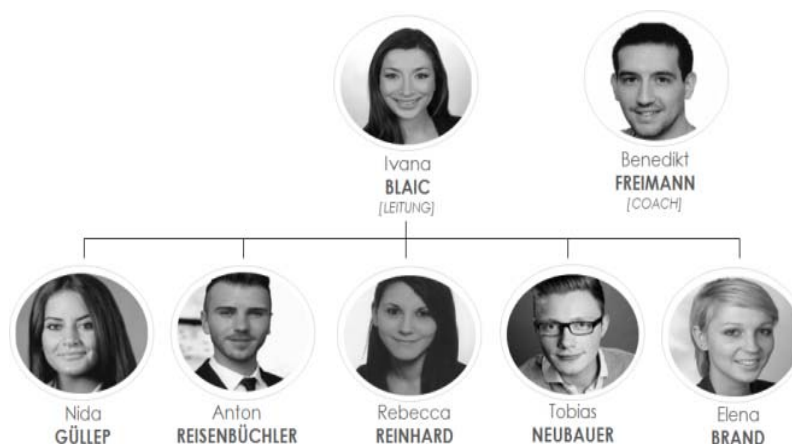 Ivana
BLAIC
[LEITUNG]
Benedikt
FREIMANN
[COACH]
Nida
GÜLLEP
Anton
REISENBÜCHLER
Rebecca
REINHARD
Tobias
NEUBAUER
Elena
BRAND